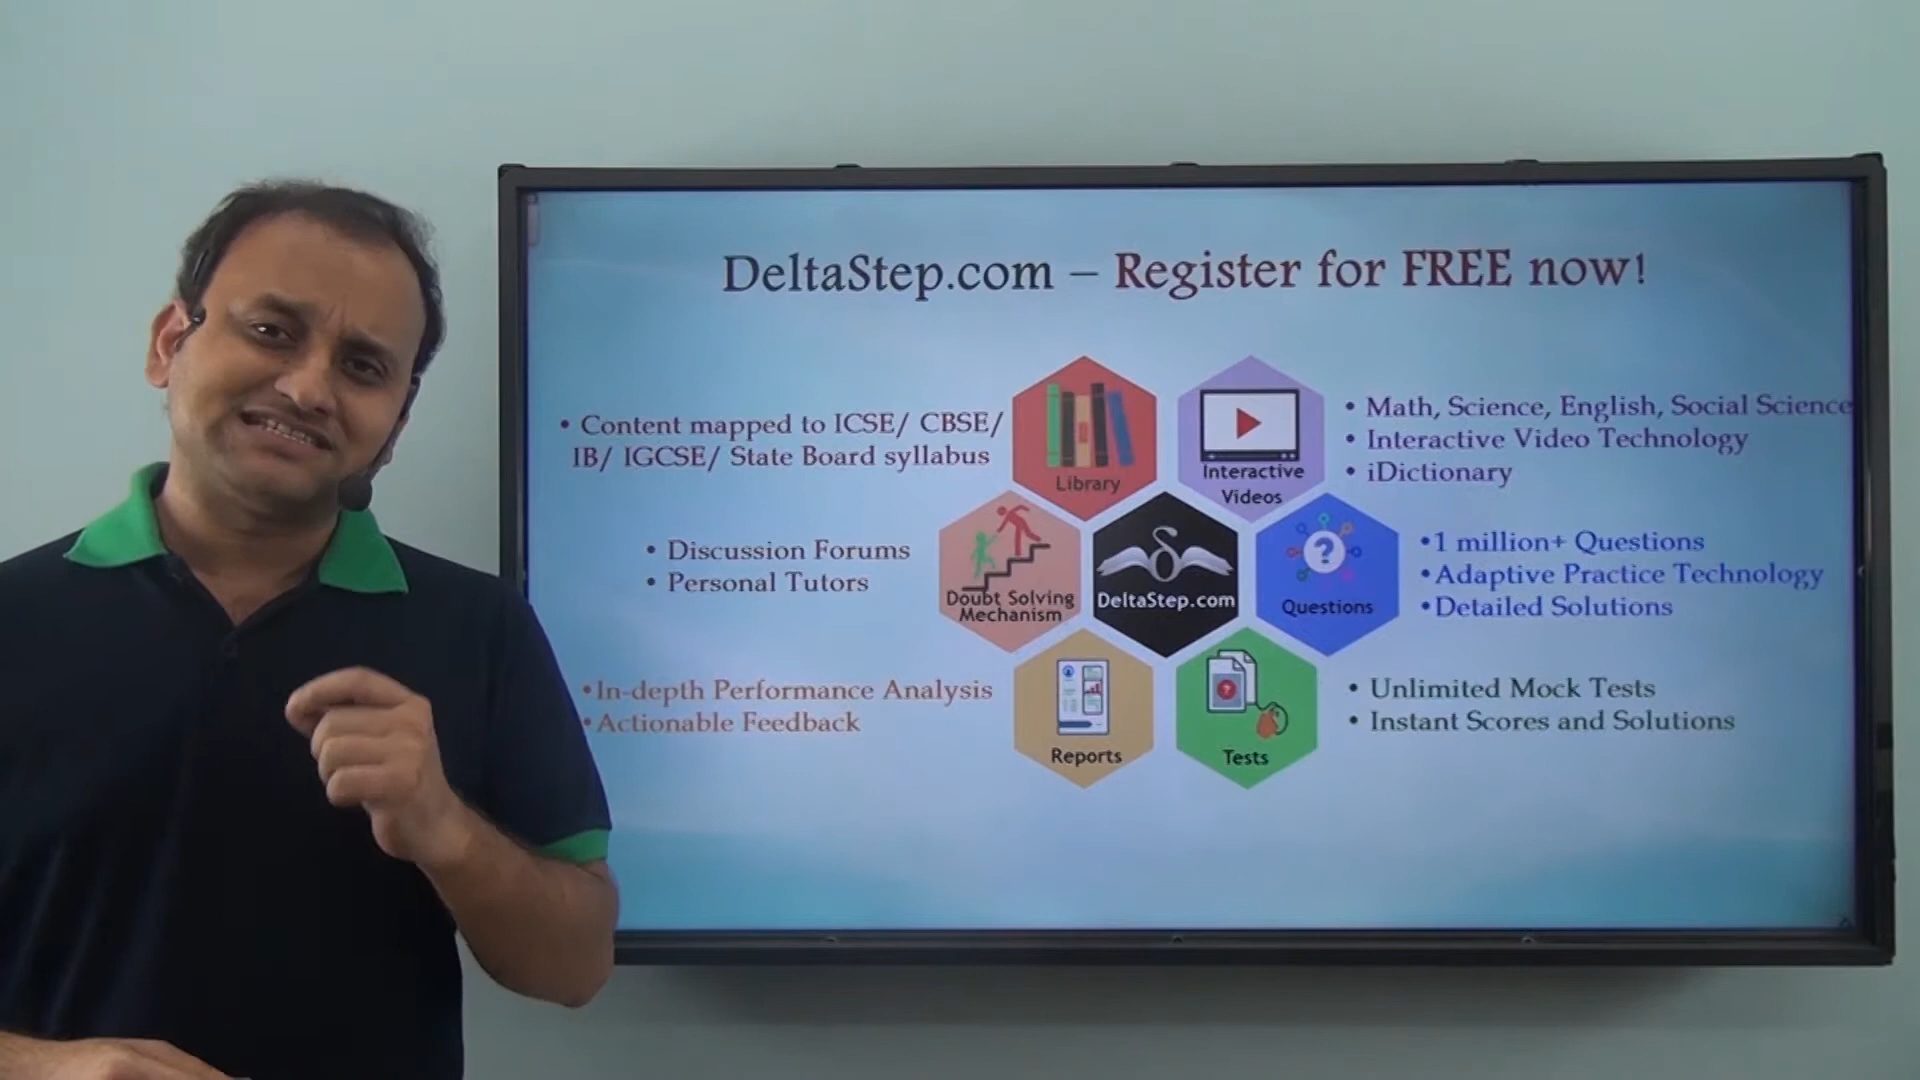 DeltaStep.com – Register for FREE now!
• Content mapped to ICSE/ CBSE/
IB/ IGCSE/ State Board syllabus
Library
Interactive
Videos
• Math, Science, English, Social Science
• Interactive Video Technology
• iDictionary
• Discussion Forums
• Personal Tutors
Doubt Solving
Mechanism
δ
DeltaStep.com
?
Questions
•1 million+ Questions
•Adaptive Practice Technology
•Detailed Solutions
•In-depth Performance Analysis
•Actionable Feedback
Reports
?
Tests
• Unlimited Mock Tests
• Instant Scores and Solutions